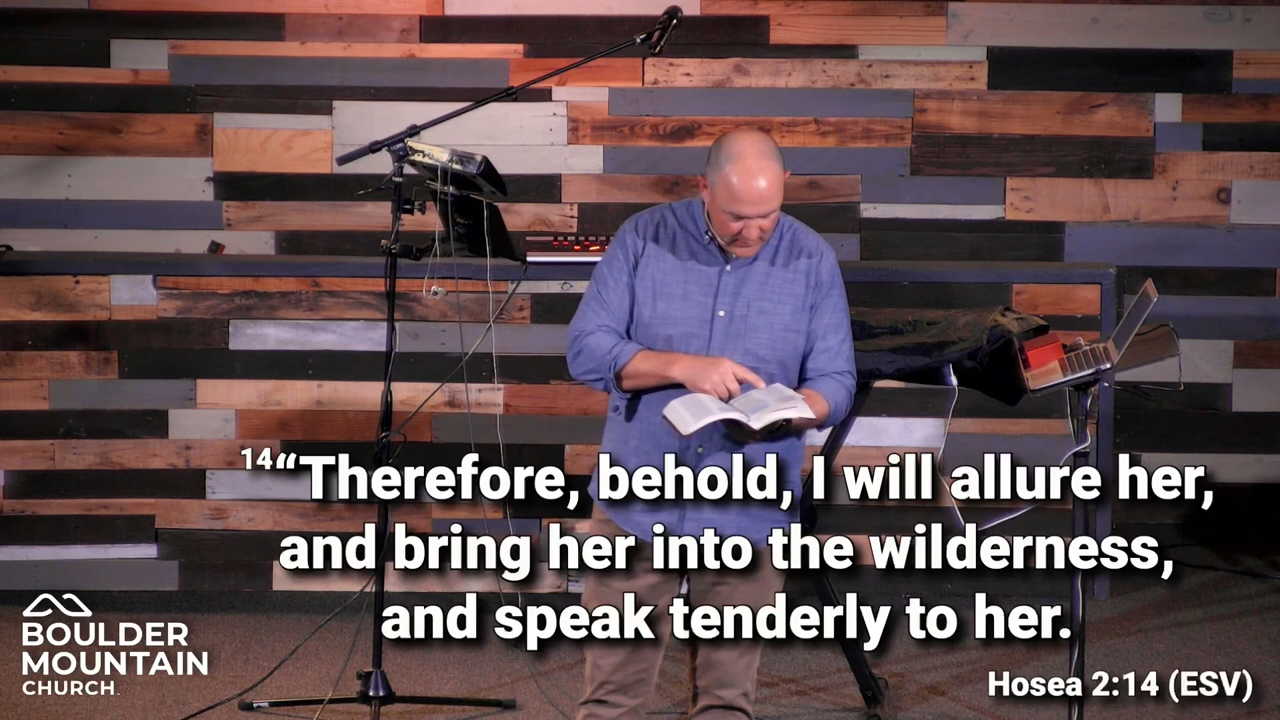 14“Therefore, behold, I will allure her,
and bring her into the wilderness,
and speak tenderly to her.
Hosea 2:14 (ESV)
BOULDER
MOUNTAIN
CHURCH